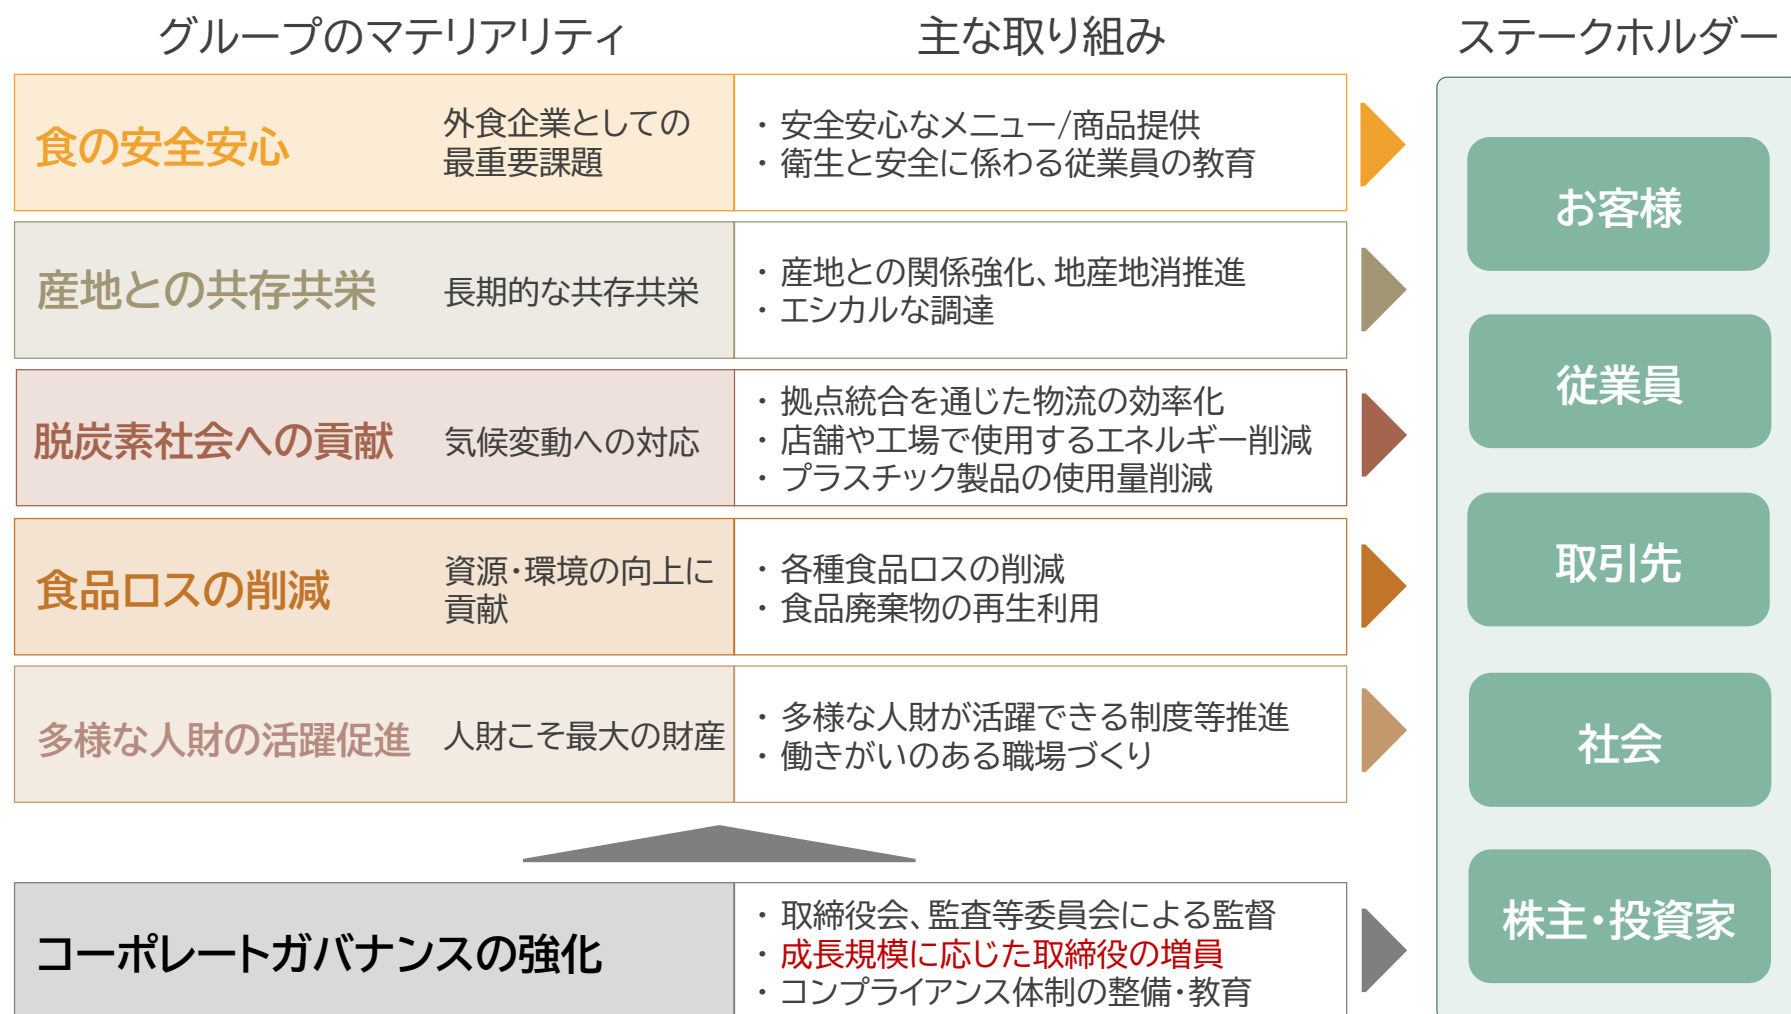 グループのマテリアリティ
主な取り組み
ステークホルダー
食の安全安心
外食企業としての
最重要課題
・安全安心なメニュー/商品提供
・衛生と安全に係わる従業員の教育
産地との共存共栄
長期的な共存共栄
・産地との関係強化、地産地消推進
・エシカルな調達
脱炭素社会への貢献
気候変動への対応
・拠点統合を通じた物流の効率化
・店舗や工場で使用するエネルギー削減
・プラスチック製品の使用量削減
食品ロスの削減
資源・環境の向上に
貢献
・各種食品ロスの削減
・食品廃棄物の再生利用
多様な人財の活躍促進
人財こそ最大の財産
・多様な人財が活躍できる制度等推進
・働きがいのある職場づくり
コーポレートガバナンスの強化
・取締役会、監査等委員会による監督
・成長規模に応じた取締役の増員
・コンプライアンス体制の整備・教育
お客様
従業員
取引先
社会
株主・投資家